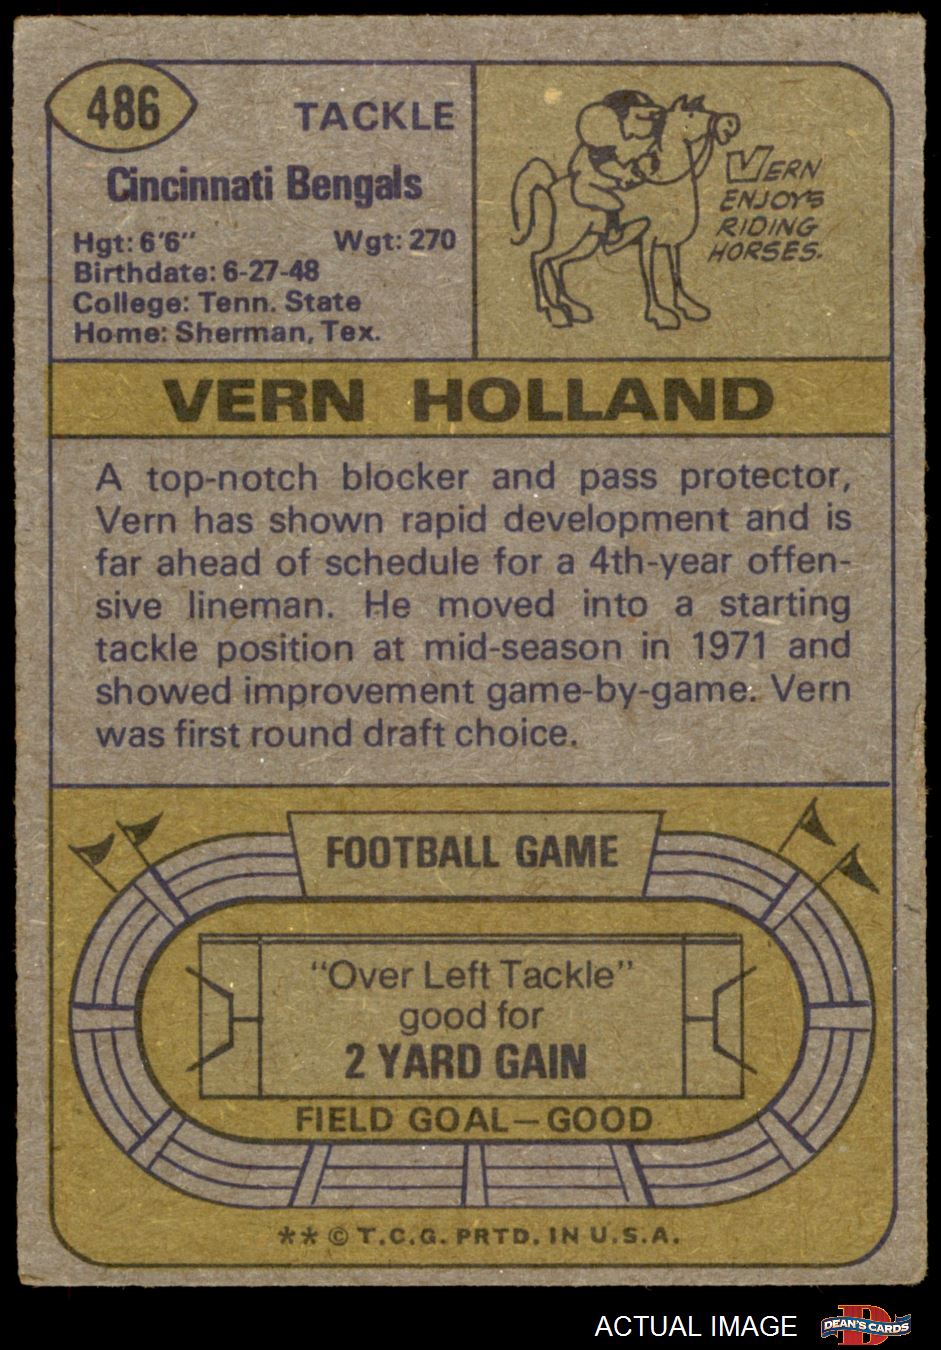 486
TACKLE
Cincinnati Bengals
Hgt: 6'6" Wgt: 270
Birthdate: 6-27-48
College: Tenn. State
Home: Sherman, Tex.
VERN
ENJOYS
RIDING
HORSES.
VERN HOLLAND
A top-notch blocker and pass protector,
Vern has shown rapid development and is
far ahead of schedule for a 4th-year offen-
sive lineman. He moved into a starting
tackle position at mid-season in 1971 and
showed improvement game-by-game. Vern
was first round draft choice.
FOOTBALL GAME
"Over Left Tackle"
good for
2 YARD GAIN
FIELD GOAL—GOOD
** © T.C.G. PRTD. IN U.S.A.
ACTUAL IMAGE
DEAN'S CARDS